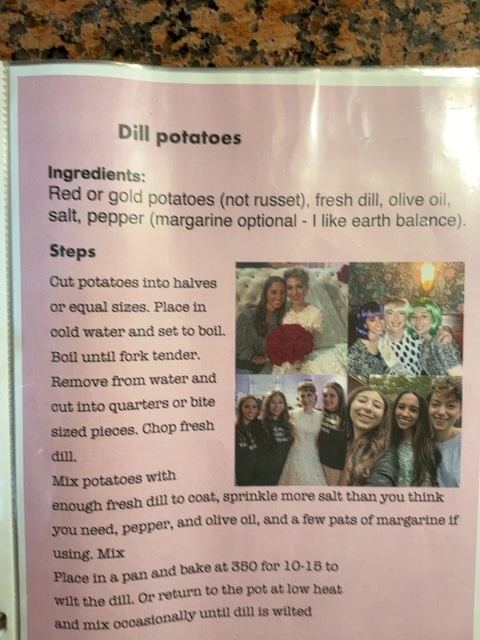 Dill potatoes
Ingredients:
Red or gold potatoes (not russet), fresh dill, olive oil,
salt, pepper (margarine optional - I like earth balance).
Steps
Cut potatoes into halves
or equal sizes. Place in
cold water and set to boil.
Boil until fork tender.
Remove from water and
cut into quarters or bite
sized pieces. Chop fresh
dill.
Mix potatoes with
enough fresh dill to coat, sprinkle more salt than you think
you need, pepper, and olive oil, and a few pats of margarine if
using. Mix
Place in a pan and bake at 350 for 10-15 to
wilt the dill. Or return to the pot at low heat
and mix occasionally until dill is wilted